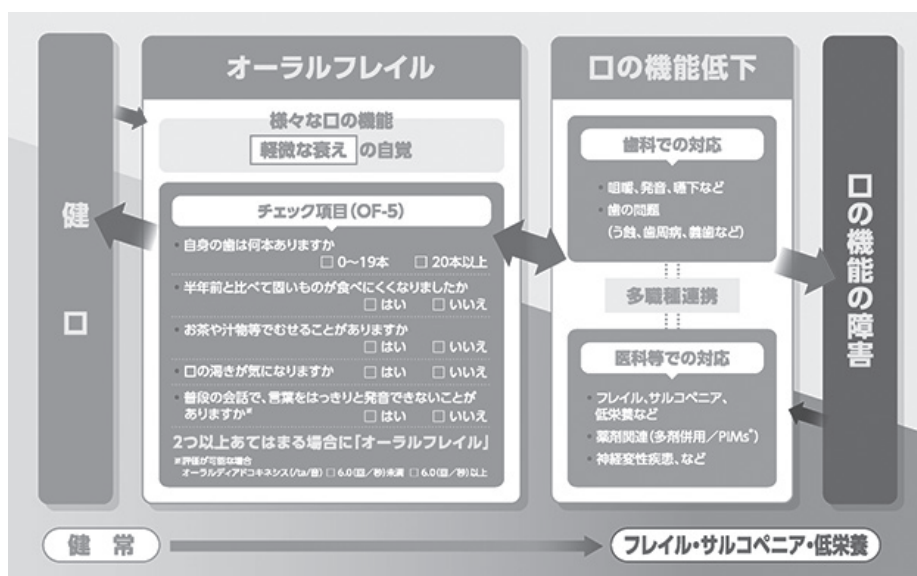 健
口
オーラルフレイル
様々な口の機能
軽微な衰え の自覚
チェック項目(OF-5)
・自身の歯は何本ありますか
□ 0〜19本 □ 20本以上
・半年前と比べて固いものが食べにくくなりましたか
□ はい □ いいえ
・お茶や汁物等でむせることがありますか
□ はい □ いいえ
・口の渇きが気になりますか □ はい □ いいえ
・普段の会話で、言葉をはっきりと発音できないことが
ありますか※ □ はい □ いいえ
2つ以上あてはまる場合に「オーラルフレイル」
※評価が可能な場合
オーラルディアドコキネシス(/ta/音) □ 6.0(回/秒)未満 □ 6.0(回/秒)以上
口の機能低下
歯科での対応
・咀嚼、発音、嚥下など
・歯の問題
(う蝕、歯周病、義歯など)
多職種連携
医科等での対応
・フレイル、サルコペニア、
低栄養など
・薬剤関連(多剤併用/PIMs*)
・神経変性疾患、など
口の機能の障害
健 常
フレイル・サルコペニア・低栄養